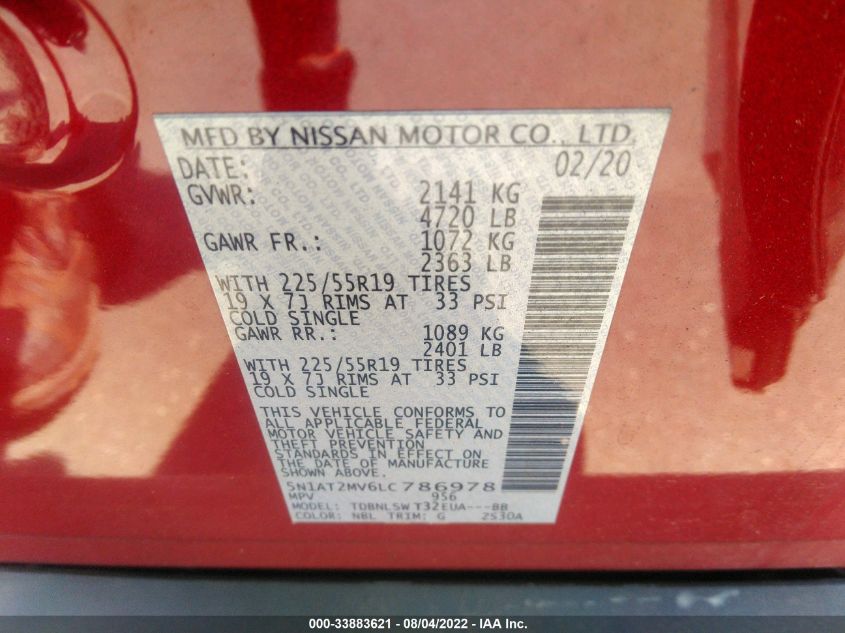 MFD BY NISSAN MOTOR CO., LTD.
DATE: 02/20
GVWR: 2141 KG
4720 LB
GAWR FR.: 1072 KG
2363 LB
WITH 225/55R19 TIRES
19 X 7J RIMS AT 33 PSI
COLD SINGLE
GAWR RR.: 1089 KG
2401 LB
WITH 225/55R19 TIRES
19 X 7J RIMS AT 33 PSI
COLD SINGLE
THIS VEHICLE CONFORMS TO
ALL APPLICABLE FEDERAL
MOTOR VEHICLE SAFETY AND
THEFT PREVENTION
STANDARDS IN EFFECT ON
THE DATE OF MANUFACTURE
SHOWN ABOVE.
5N1AT2MV6LC786978
MPV 956
MODEL: TDBNLSW T32EUA---BB
COLOR: NBL TRIM: G 2530A
000-33883621 - 08/04/2022 - IAA Inc.